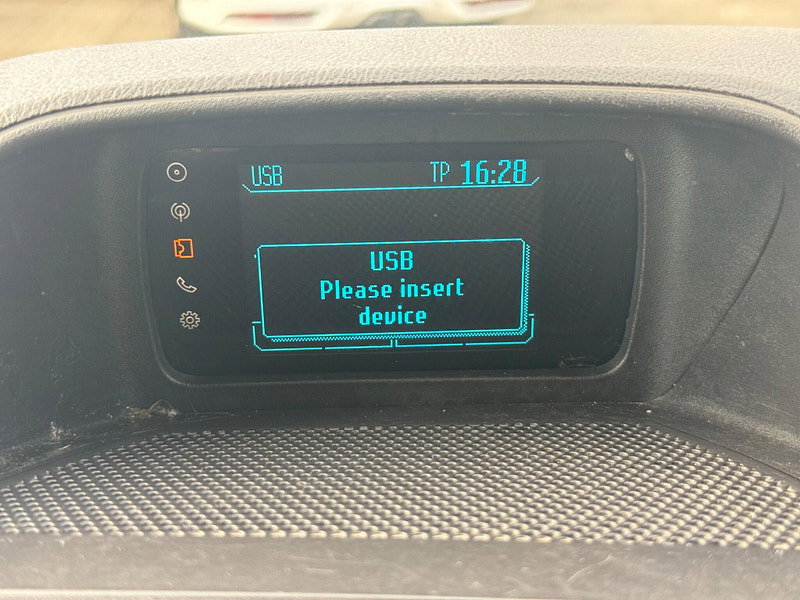 USB TP 16:28
USB
Please insert
device